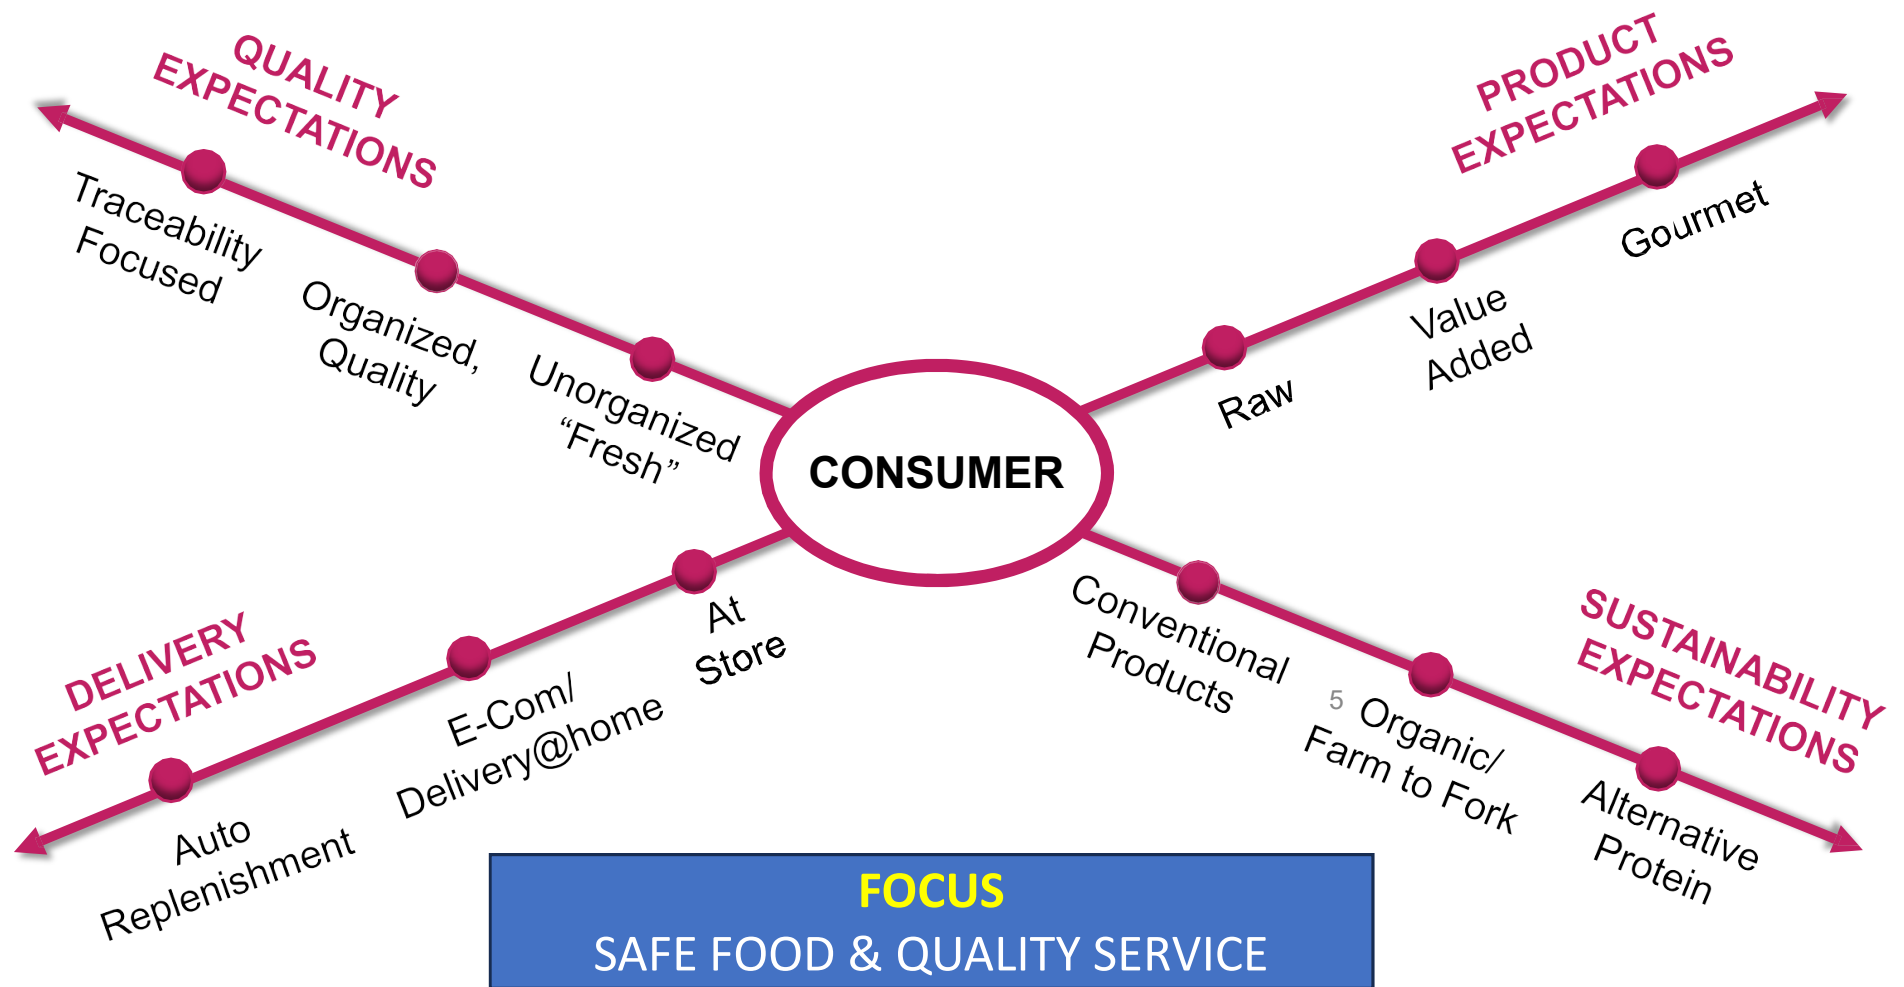 QUALITY
EXPECTATIONS
Traceability
Focused
Organized,
Quality
Unorganized
“Fresh”
PRODUCT
EXPECTATIONS
Gourmet
Value
Added
Raw
CONSUMER
DELIVERY
EXPECTATIONS
At
Store
E-Com/
Delivery@home
Auto
Replenishment
SUSTAINABILITY
EXPECTATIONS
Conventional
Products
5
Organic/
Farm to Fork
Alternative
Protein
FOCUS
SAFE FOOD & QUALITY SERVICE